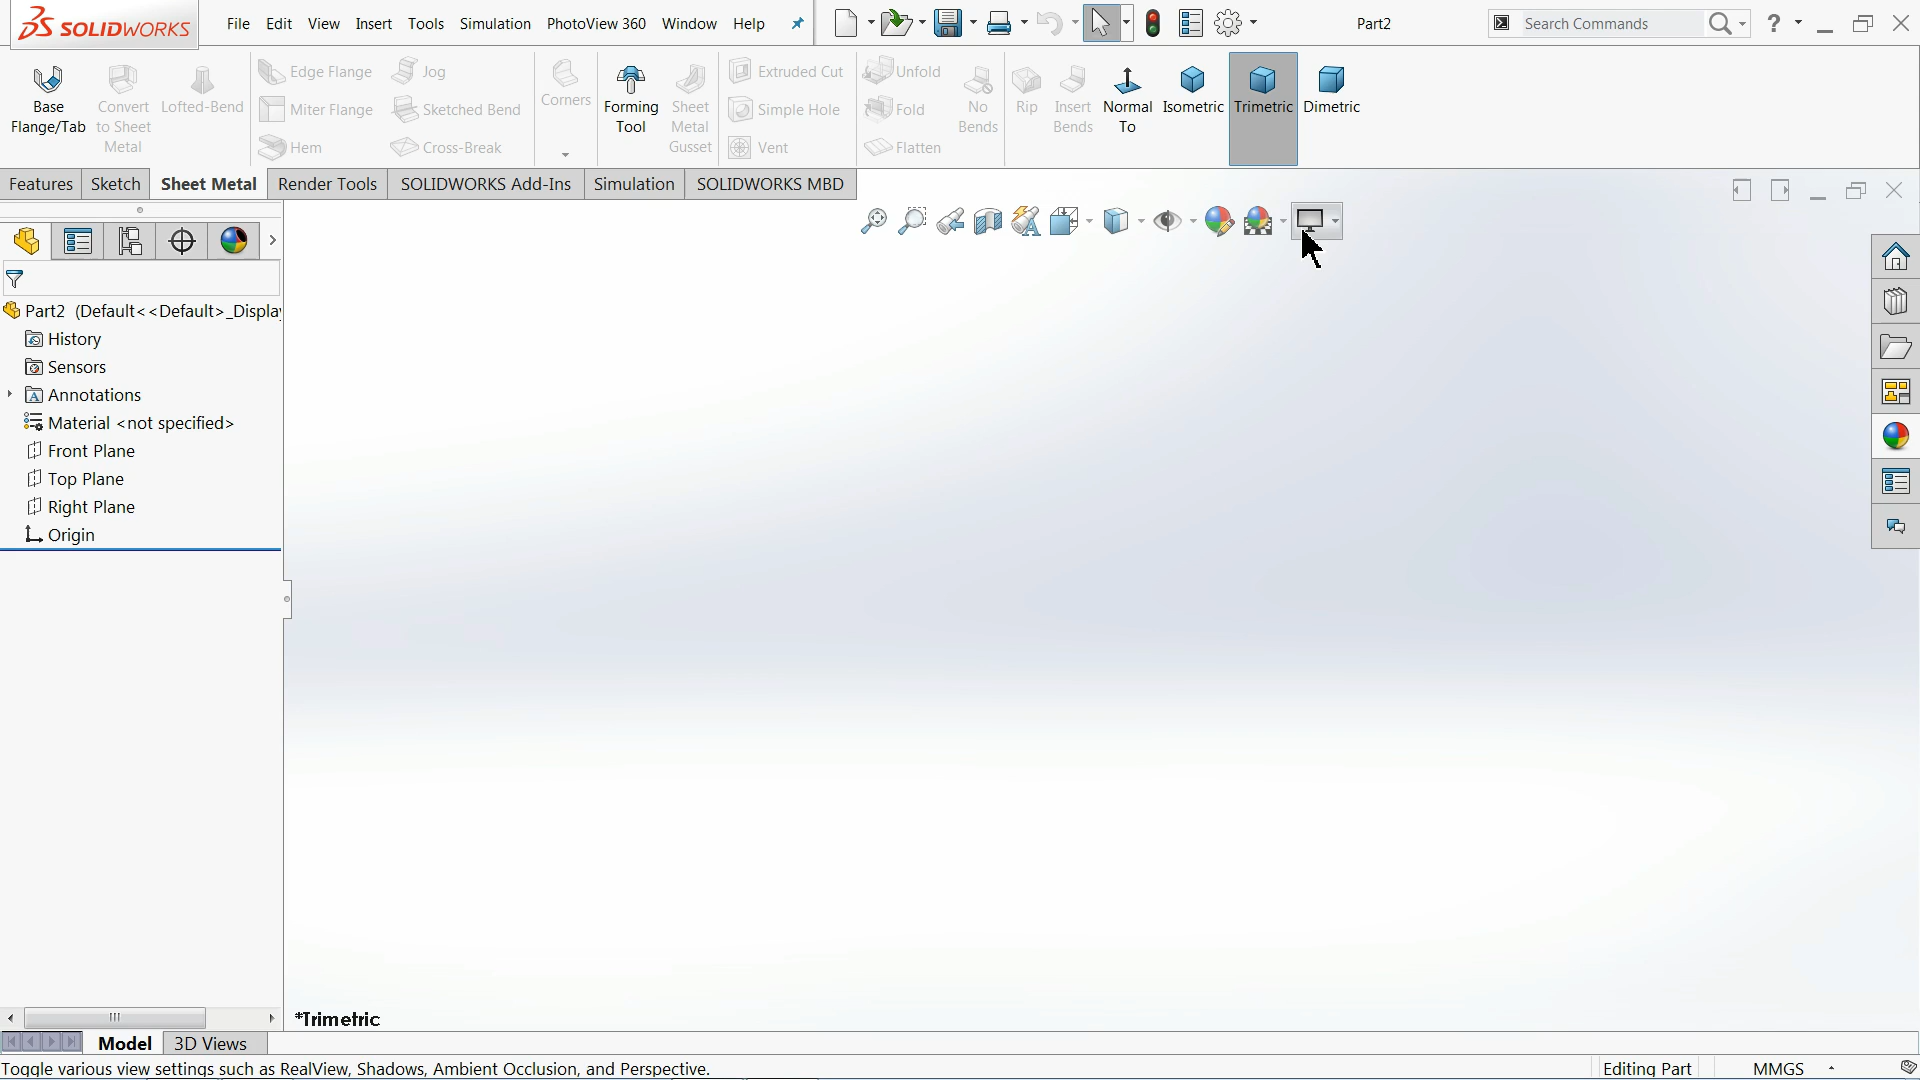 SOLIDWORKS
File Edit View Insert Tools Simulation PhotoView 360 Window Help
Part2
Search Commands
?
Base Flange/Tab
Convert to Sheet Metal
Lofted-Bend
Edge Flange
Miter Flange
Hem
Jog
Sketched Bend
Cross-Break
Corners
Forming Tool
Sheet Metal Gusset
Extruded Cut
Simple Hole
Vent
Unfold
Fold
Flatten
No Bends
Rip
Insert Bends
Normal To
Isometric
Trimetric
Dimetric
Features Sketch Sheet Metal Render Tools SOLIDWORKS Add-Ins Simulation SOLIDWORKS MBD
Part2 (Default<<Default>_Display
History
Sensors
Annotations
Material <not specified>
Front Plane
Top Plane
Right Plane
Origin
*Trimetric
Model 3D Views
Toggle various view settings such as RealView, Shadows, Ambient Occlusion, and Perspective.
Editing Part
MMGS